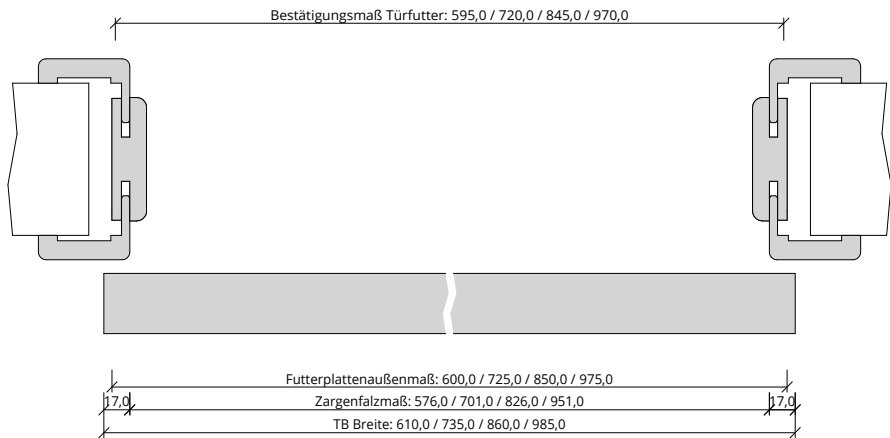 Bestätigungsmaß Türfutter: 595,0 / 720,0 / 845,0 / 970,0
Futterplattenaußenmaß: 600,0 / 725,0 / 850,0 / 975,0
17,0 Zargenfalzmaß: 576,0 / 701,0 / 826,0 / 951,0 17,0
TB Breite: 610,0 / 735,0 / 860,0 / 985,0